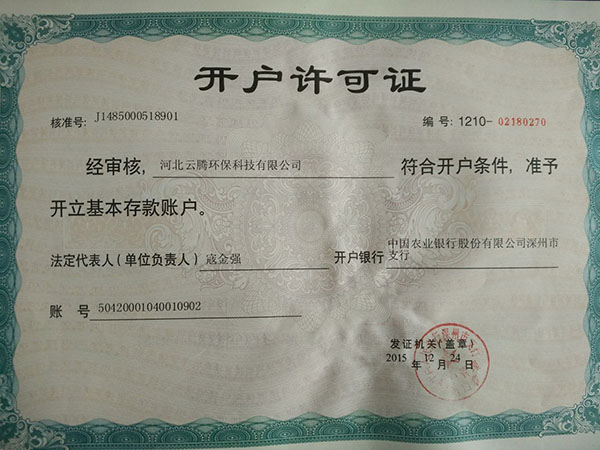 开户许可证
核准号: J1485000518901 编号: 1210-02180270
经审核, 河北云腾环保科技有限公司 符合开户条件, 准予
开立基本存款账户。
法定代表人(单位负责人) 寇金强 开户银行 中国农业银行股份有限公司深州市
支行
账 号 50420001040010902
发证机关(盖章)
2015 年 12 月 24 日